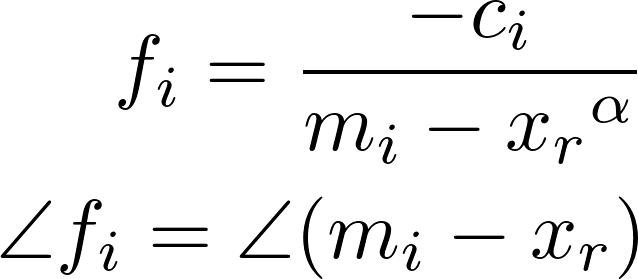 f_i = \frac{-c_i}{m_i - {x_r}^{\alpha}}
\angle f_i = \angle (m_i - x_r)